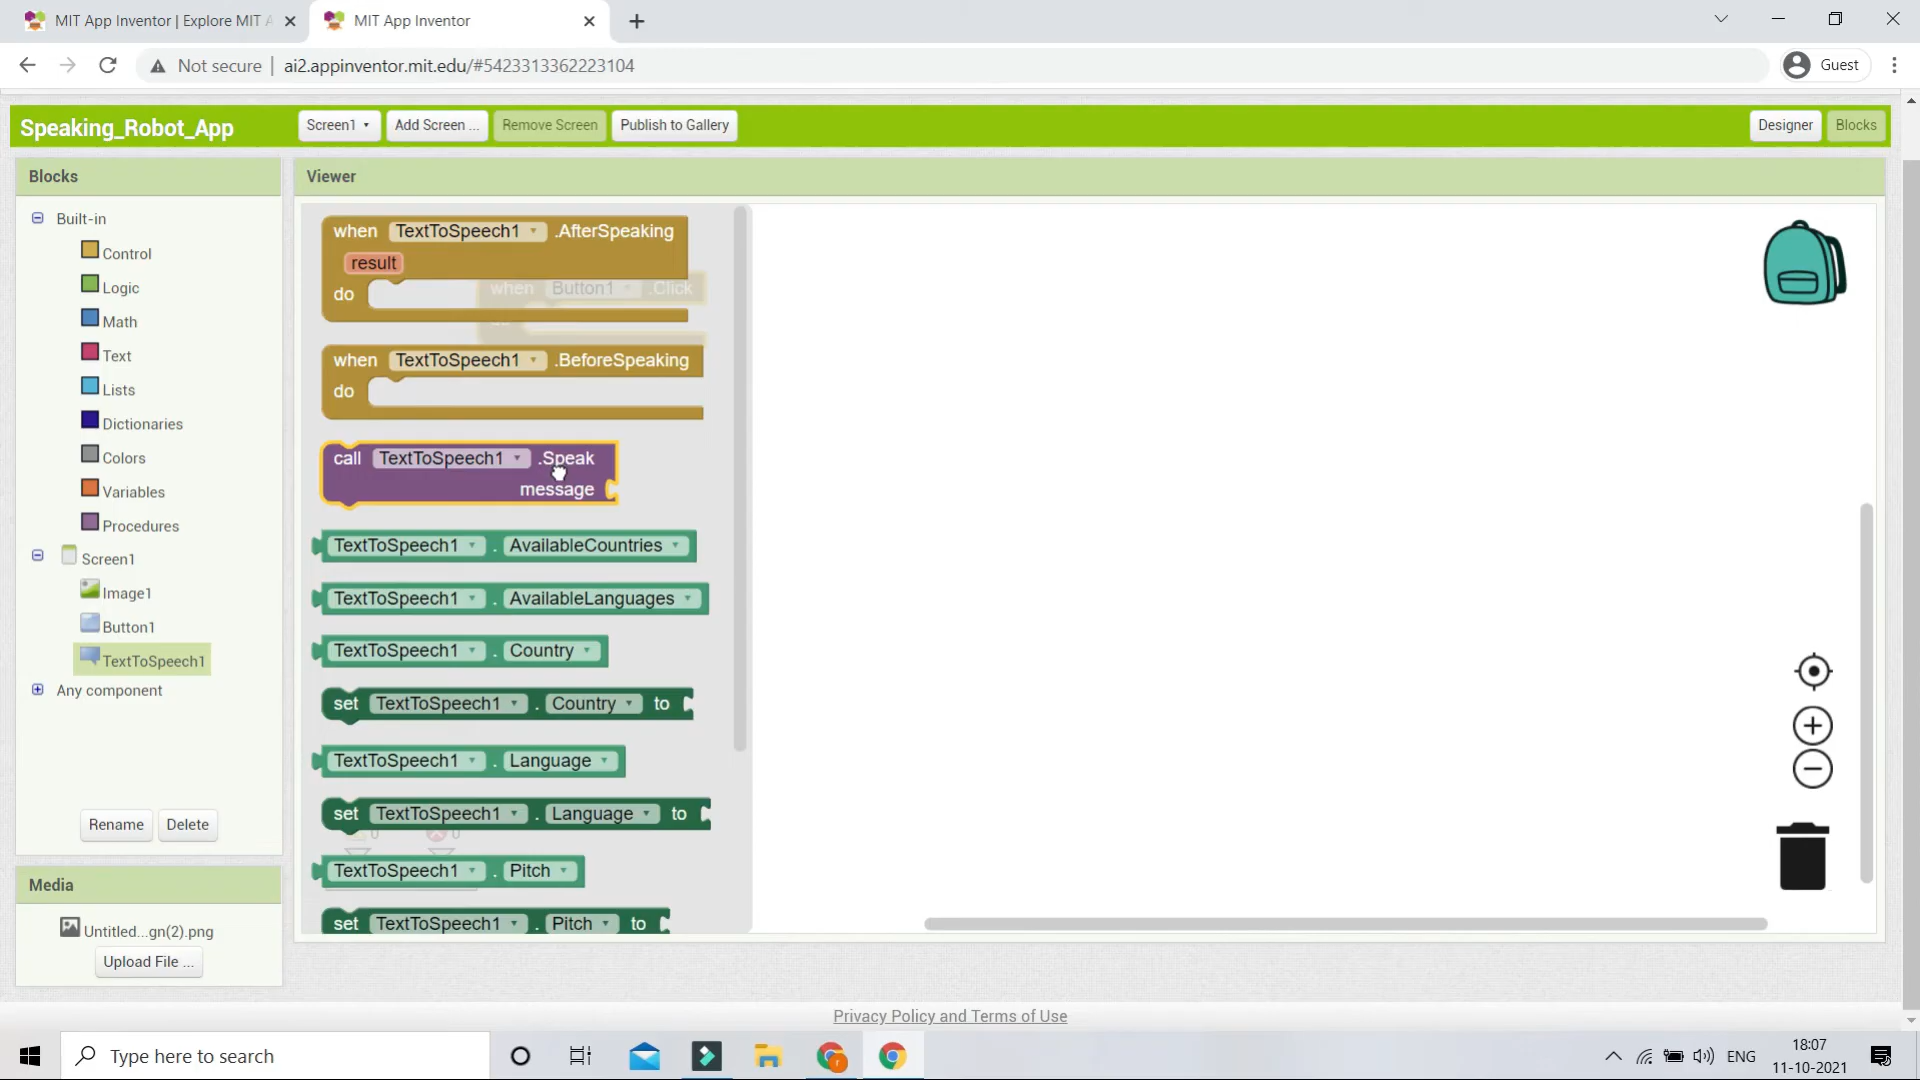 MIT App Inventor | Explore MIT A
MIT App Inventor
Not secure
ai2.appinventor.mit.edu/#5423313362223104
Guest
Speaking_Robot_App
Screen1
Add Screen ...
Remove Screen
Publish to Gallery
Designer
Blocks
Blocks
Viewer
Built-in
Control
Logic
Math
Text
Lists
Dictionaries
Colors
Variables
Procedures
Screen1
Image1
Button1
TextToSpeech1
Any component
Rename
Delete
Media
Untitled...gn(2).png
Upload File ...
when TextToSpeech1 .AfterSpeaking
result
do
when Button1 .Click
do
when TextToSpeech1 .BeforeSpeaking
do
call TextToSpeech1 .Speak
message
TextToSpeech1 . AvailableCountries
TextToSpeech1 . AvailableLanguages
TextToSpeech1 . Country
set TextToSpeech1 . Country to
TextToSpeech1 . Language
set TextToSpeech1 . Language to
0 0
TextToSpeech1 . Pitch
set TextToSpeech1 . Pitch to
Privacy Policy and Terms of Use
Type here to search
ENG
18:07
11-10-2021